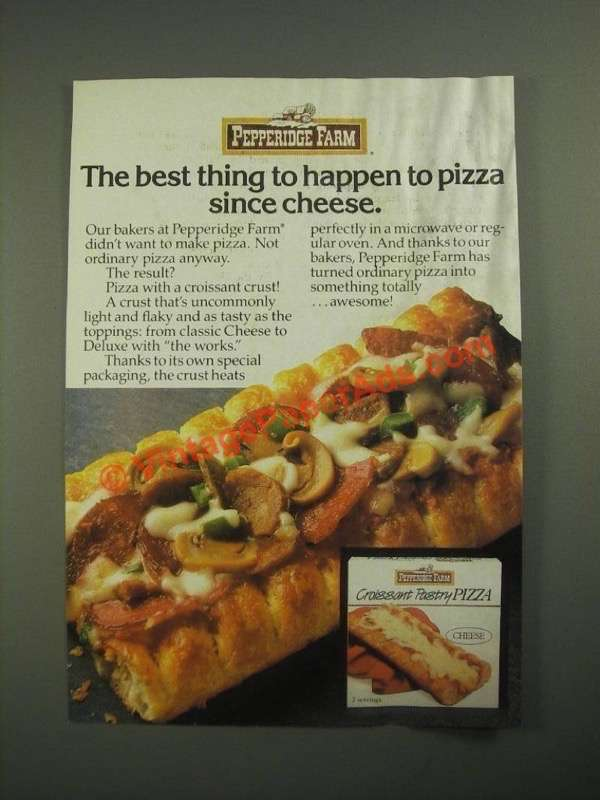 PEPPERIDGE FARM
The best thing to happen to pizza
since cheese.
Our bakers at Pepperidge Farm®
didn't want to make pizza. Not
ordinary pizza anyway.
The result?
Pizza with a croissant crust!
A crust that's uncommonly
light and flaky and as tasty as the
toppings: from classic Cheese to
Deluxe with "the works."
Thanks to its own special
packaging, the crust heats
perfectly in a microwave or reg-
ular oven. And thanks to our
bakers, Pepperidge Farm has
turned ordinary pizza into
something totally
...awesome!
© VintagePrintAds.com
PEPPERIDGE FARM
Croissant Pastry PIZZA
CHEESE
2 servings